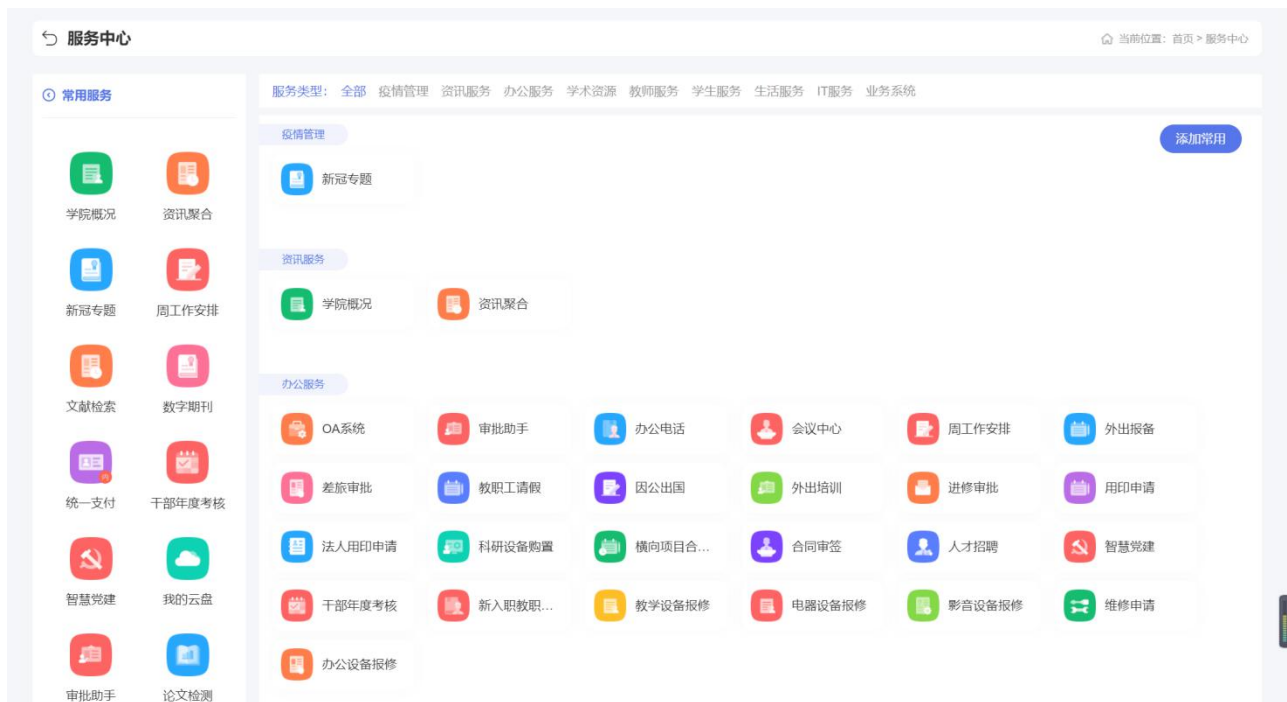 服务中心
当前位置：首页 > 服务中心
常用服务
学院概况 资讯聚合
新冠专题 周工作安排
文献检索 数字期刊
统一支付 干部年度考核
智慧党建 我的云盘
审批助手 论文检测
服务类型： 全部 疫情管理 资讯服务 办公服务 学术资源 教师服务 学生服务 生活服务 IT服务 业务系统
疫情管理
添加常用
新冠专题
资讯服务
学院概况 资讯聚合
办公服务
OA系统 审批助手 办公电话 会议中心 周工作安排 外出报备
差旅审批 教职工请假 因公出国 外出培训 进修审批 用印申请
法人用印申请 科研设备购置 横向项目合... 合同审签 人才招聘 智慧党建
干部年度考核 新入职教职... 教学设备报修 电器设备报修 影音设备报修 维修申请
办公设备报修